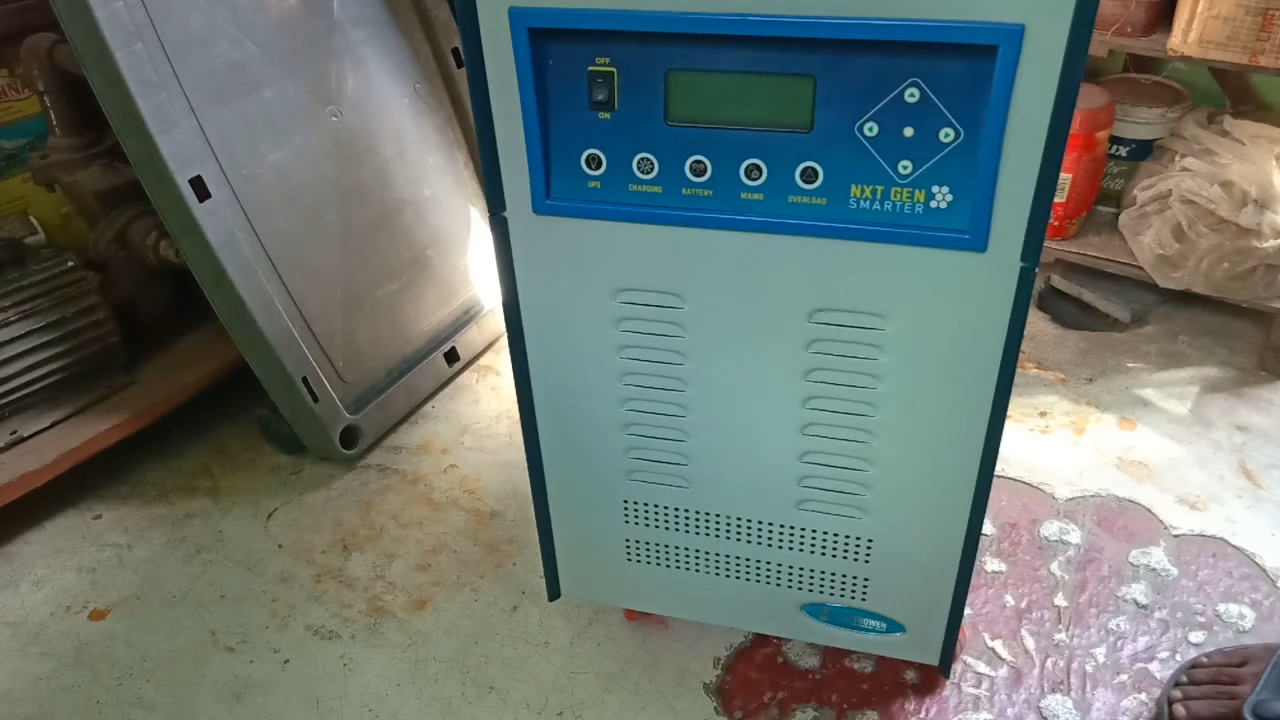 OFF
ON
UPS
CHARGING
BATTERY
MAINS
OVERLOAD
NXT GEN
SMARTER